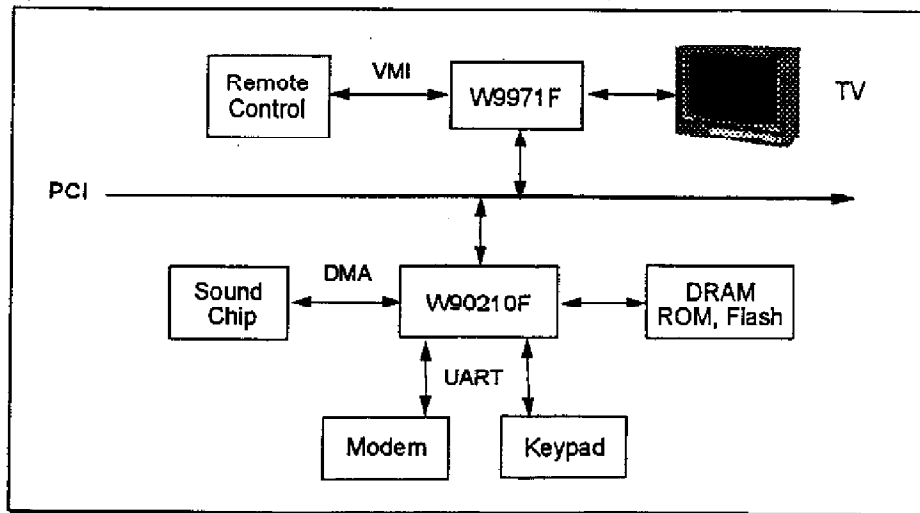 Remote
Control
VMI
W9971F
TV
PCI
Sound
Chip
DMA
W90210F
DRAM
ROM, Flash
UART
Modem
Keypad